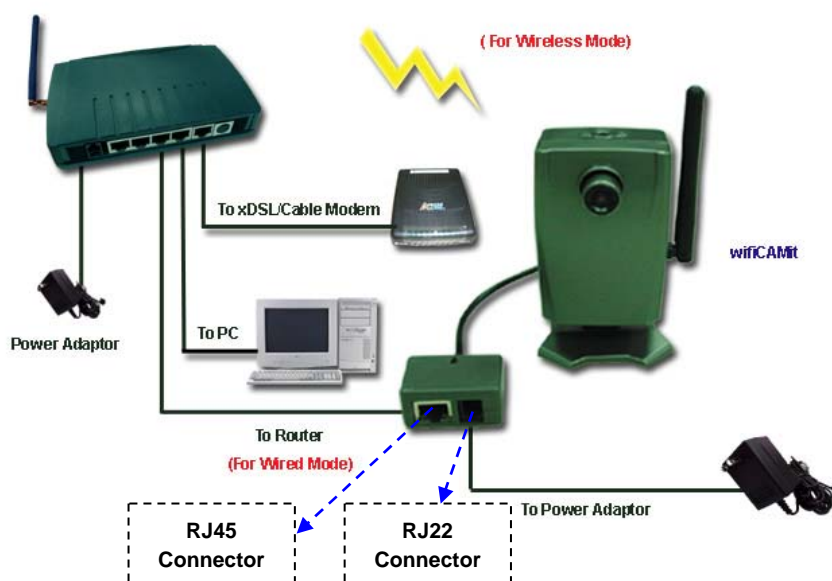 ( For Wireless Mode)
To xDSL/Cable Modem
wifiCAMit
Power Adaptor
To PC
To Router
(For Wired Mode)
To Power Adaptor
RJ45
Connector
RJ22
Connector